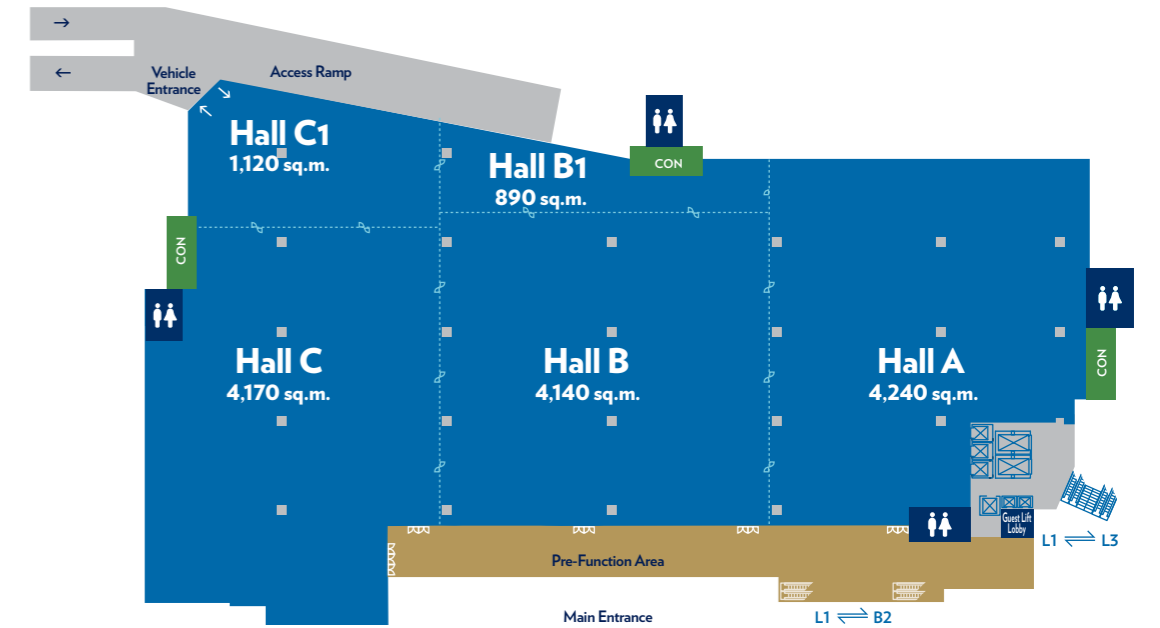 →
←
Vehicle
Entrance
Access Ramp
Hall C1
1,120 sq.m.
Hall B1
890 sq.m.
CON
CON
CON
Hall C
4,170 sq.m.
Hall B
4,140 sq.m.
Hall A
4,240 sq.m.
Guest Lift
Lobby
L1 ⇌ L3
Pre-Function Area
Main Entrance
L1 ⇌ B2